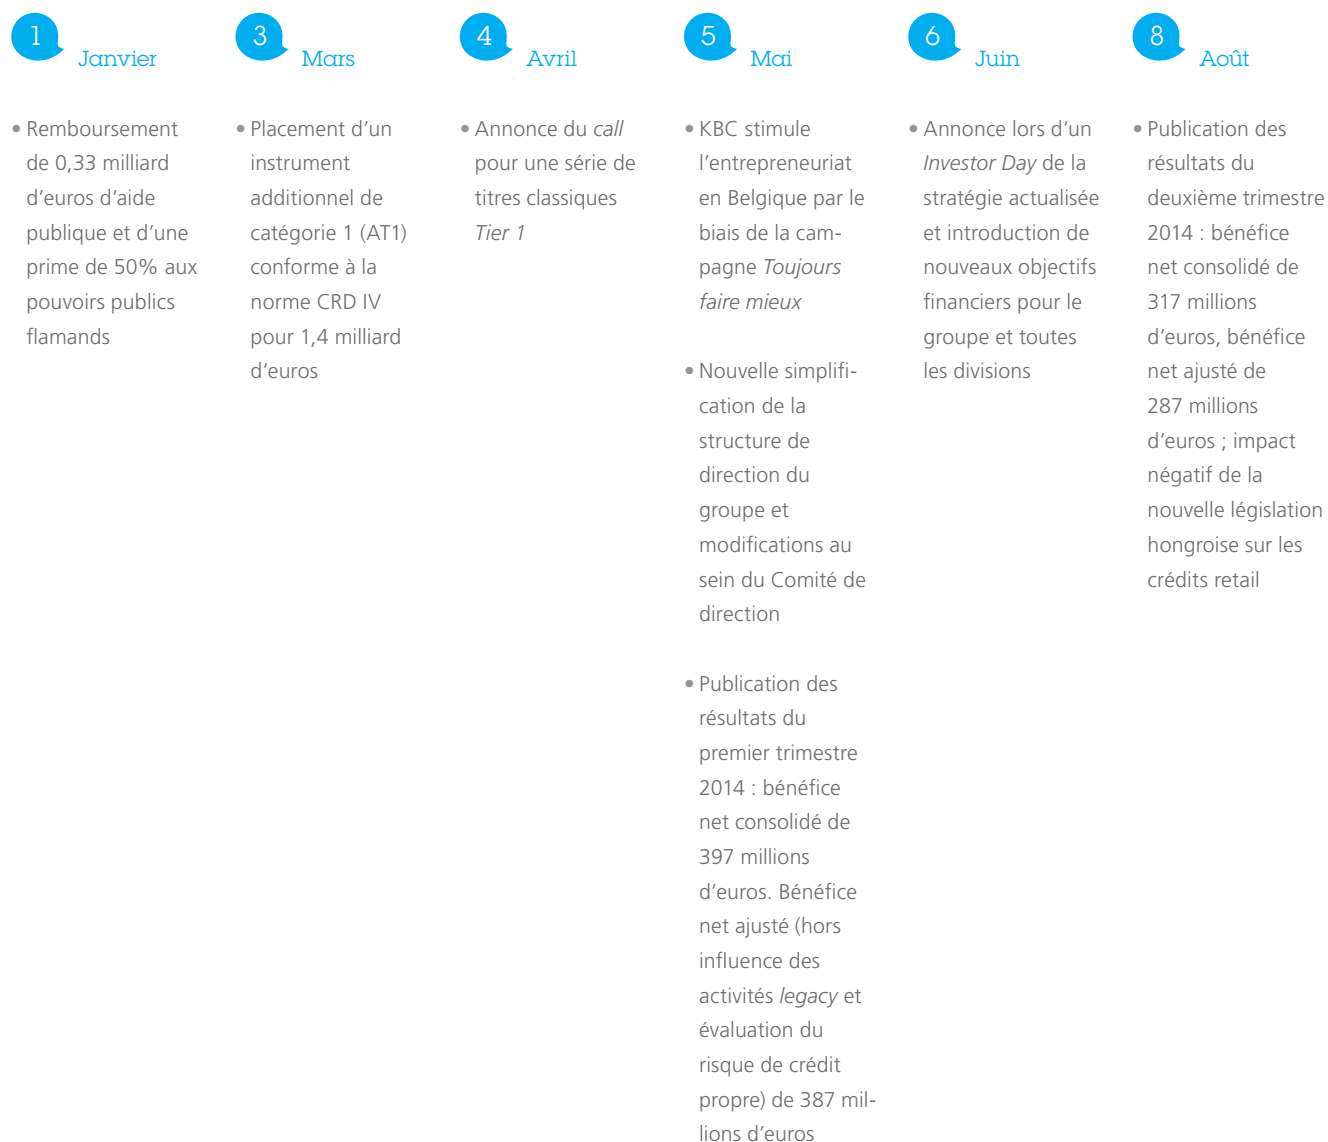 1
Janvier
• Remboursement
de 0,33 milliard
d’euros d’aide
publique et d’une
prime de 50% aux
pouvoirs publics
flamands
3
Mars
• Placement d’un
instrument
additionnel de
catégorie 1 (AT1)
conforme à la
norme CRD IV
pour 1,4 milliard
d’euros
4
Avril
• Annonce du call
pour une série de
titres classiques
Tier 1
5
Mai
• KBC stimule
l’entrepreneuriat
en Belgique par le
biais de la cam-
pagne Toujours
faire mieux
• Nouvelle simplifi-
cation de la
structure de
direction du
groupe et
modifications au
sein du Comité de
direction
• Publication des
résultats du
premier trimestre
2014 : bénéfice
net consolidé de
397 millions
d’euros. Bénéfice
net ajusté (hors
influence des
activités legacy et
évaluation du
risque de crédit
propre) de 387 mil-
lions d’euros
6
Juin
• Annonce lors d’un
Investor Day de la
stratégie actualisée
et introduction de
nouveaux objectifs
financiers pour le
groupe et toutes
les divisions
8
Août
• Publication des
résultats du
deuxième trimestre
2014 : bénéfice
net consolidé de
317 millions
d’euros, bénéfice
net ajusté de
287 millions
d’euros ; impact
négatif de la
nouvelle législation
hongroise sur les
crédits retail